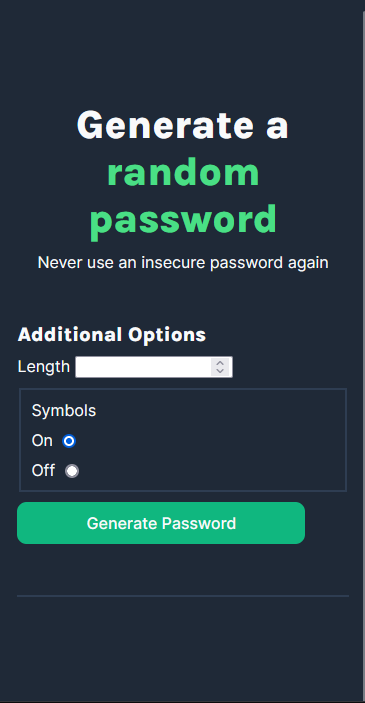 Generate a
random
password
Never use an insecure password again
Additional Options
Length
Symbols
On
Off
Generate Password